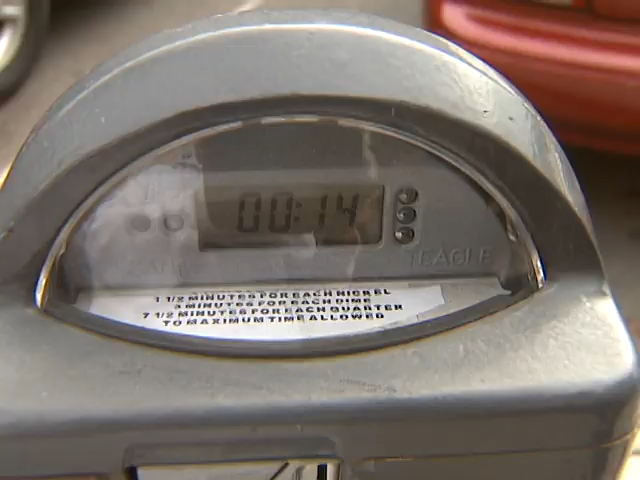 00:14
EAGLE
1 1/2 MINUTES FOR EACH NICKEL
3 MINUTES FOR EACH DIME
7 1/2 MINUTES FOR EACH QUARTER
TO MAXIMUM TIME ALLOWED